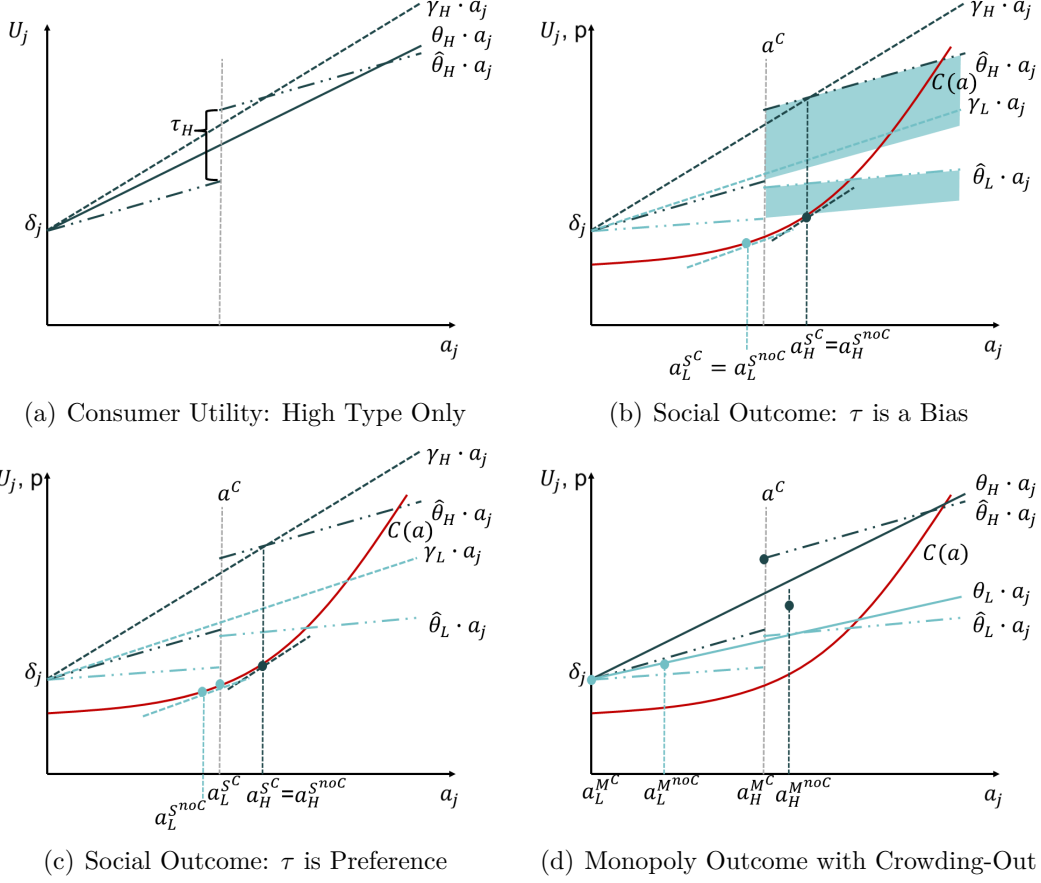 U_j
γ_H · a_j
θ_H · a_j
θ̂_H · a_j
τ_H
a^C
δ_j
a_j
(a) Consumer Utility: High Type Only
U_j, p
γ_H · a_j
a^C
θ̂_H · a_j
C(a)
γ_L · a_j
θ̂_L · a_j
δ_j
a_H^{S^C}=a_H^{S^{noC}}
a_j
a_L^{S^C} = a_L^{S^{noC}}
(b) Social Outcome: τ is a Bias
U_j, p
γ_H · a_j
a^C
θ̂_H · a_j
C(a)
γ_L · a_j
θ̂_L · a_j
δ_j
a_L^{S^C}
a_H^{S^C}=a_H^{S^{noC}}
a_j
a_L^{S^{noC}}
(c) Social Outcome: τ is Preference
U_j, p
a^C
θ_H · a_j
θ̂_H · a_j
C(a)
θ_L · a_j
θ̂_L · a_j
δ_j
a_L^{M^C}
a_L^{M^{noC}}
a_H^{M^C}
a_H^{M^{noC}}
a_j
(d) Monopoly Outcome with Crowding-Out